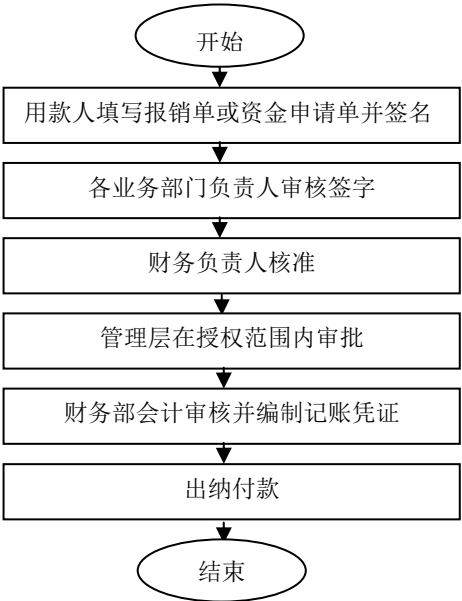 开始
用款人填写报销单或资金申请单并签名
各业务部门负责人审核签字
财务负责人核准
管理层在授权范围内审批
财务部会计审核并编制记账凭证
出纳付款
结束